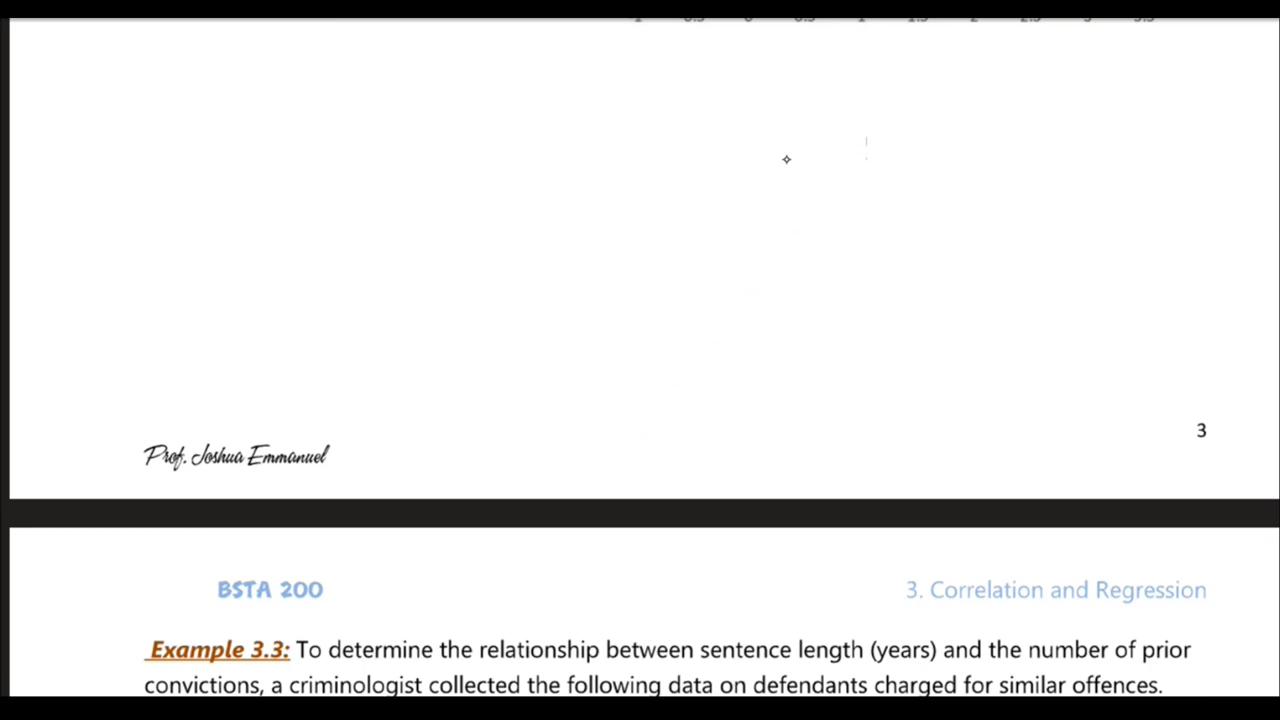 3
Prof. Joshua Emmanuel
BSTA 200
3. Correlation and Regression
Example 3.3: To determine the relationship between sentence length (years) and the number of prior
convictions, a criminologist collected the following data on defendants charged for similar offences.